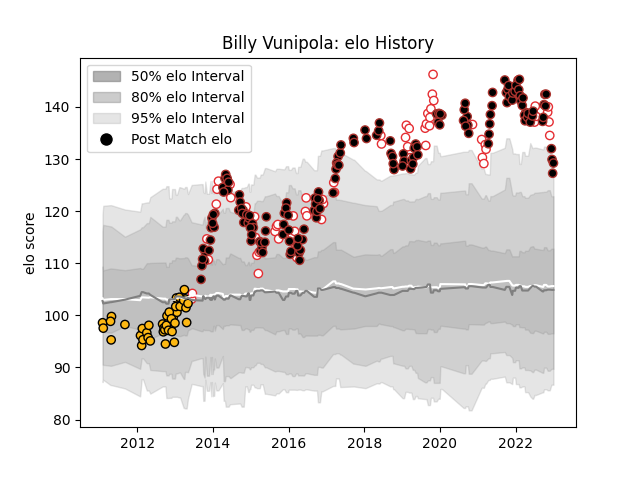 Billy Vunipola: elo History
50% elo Interval
80% elo Interval
95% elo Interval
Post Match elo
elo score
140
130
120
110
100
90
80
2012
2014
2016
2018
2020
2022